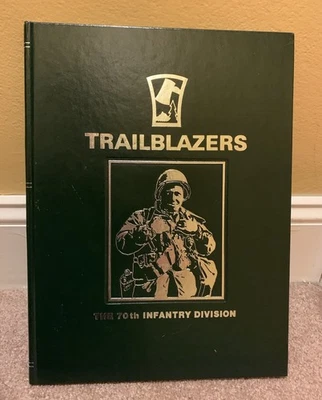 TRAILBLAZERS
THE 70th INFANTRY DIVISION